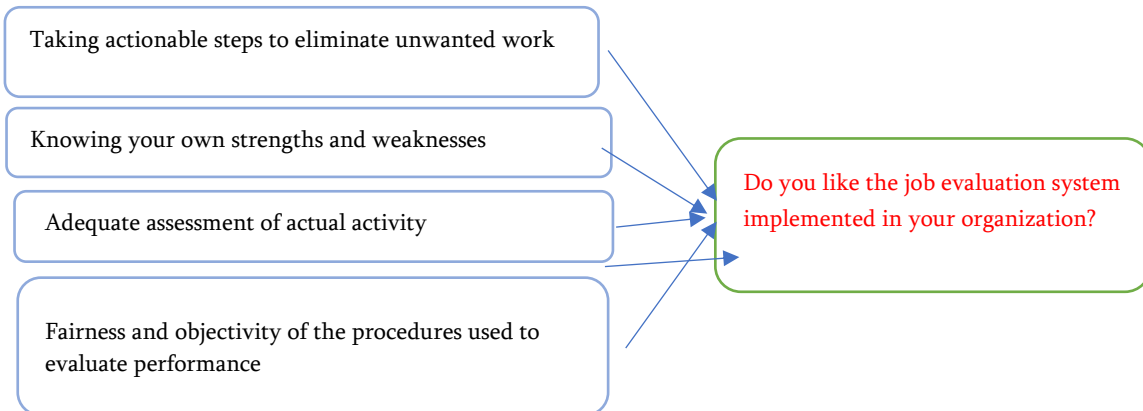 Taking actionable steps to eliminate unwanted work
Knowing your own strengths and weaknesses
Adequate assessment of actual activity
Fairness and objectivity of the procedures used to
evaluate performance
Do you like the job evaluation system
implemented in your organization?